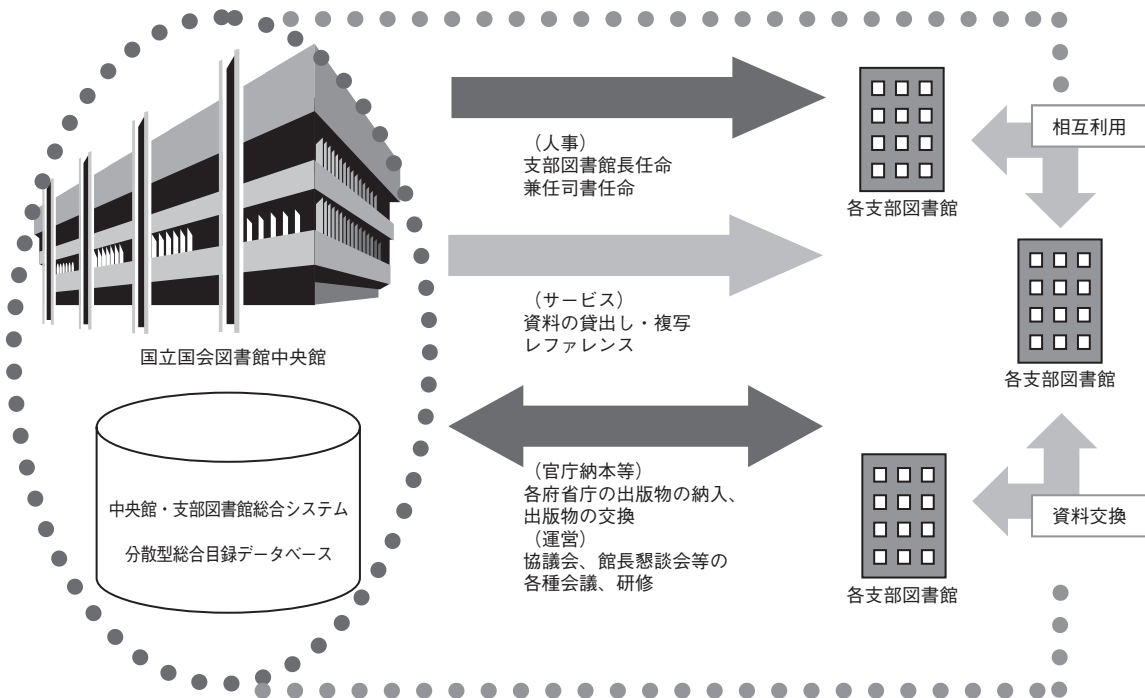 （人事）
支部図書館長任命
兼任司書任命
各支部図書館
相互利用
（サービス）
資料の貸出し・複写
レファレンス
国立国会図書館中央館
各支部図書館
中央館・支部図書館総合システム
分散型総合目録データベース
（官庁納本等）
各府省庁の出版物の納入、
出版物の交換
（運営）
協議会、館長懇談会等の
各種会議、研修
各支部図書館
資料交換